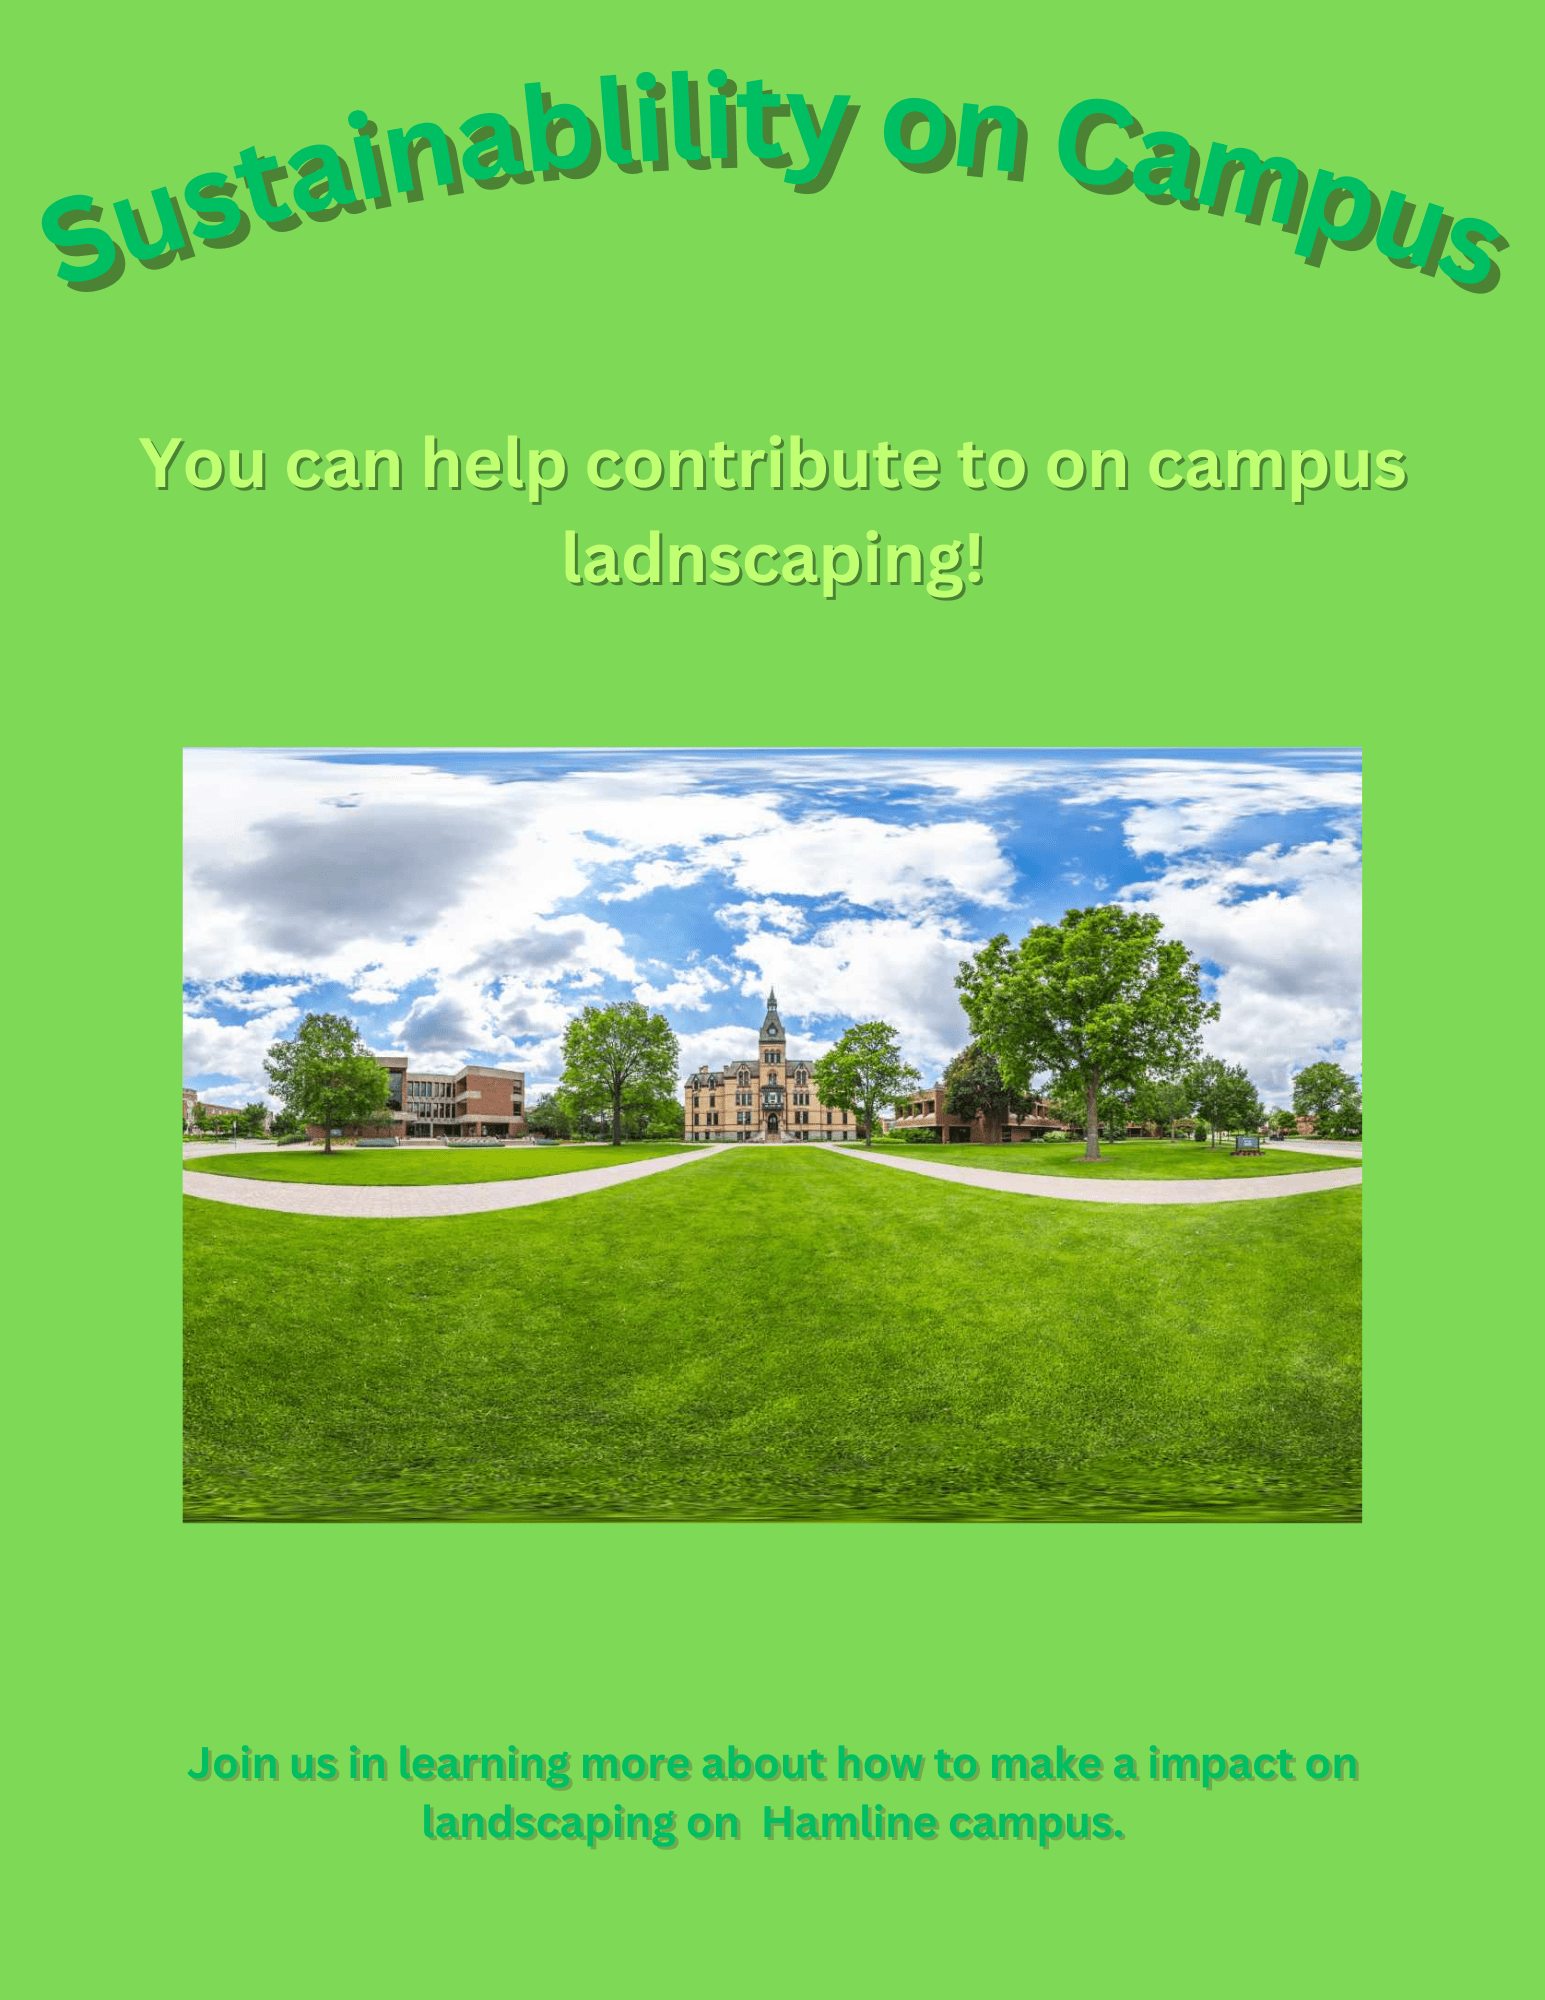 Sustainablility on Campus
You can help contribute to on campus
ladnscaping!
Join us in learning more about how to make a impact on
landscaping on  Hamline campus.